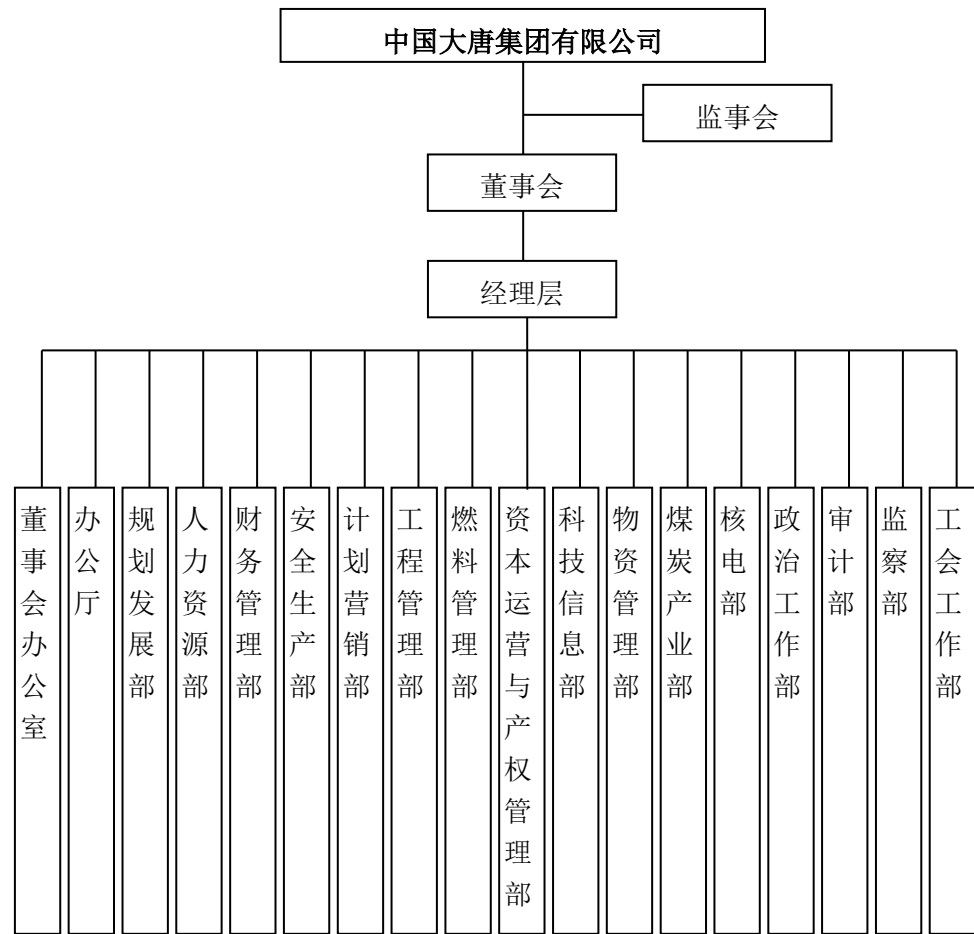 中国大唐集团有限公司
监事会
董事会
经理层
董事会办公室
办公厅
规划发展部
人力资源部
财务管理部
安全生产部
计划营销部
工程管理部
燃料管理部
资本运营与产权管理部
科技信息部
物资管理部
煤炭产业部
核电部
政治工作部
审计部
监察部
工会工作部